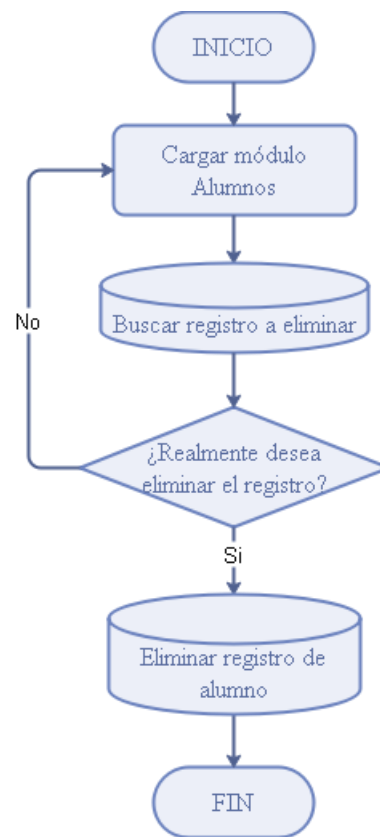 INICIO
Cargar módulo
Alumnos
Buscar registro a eliminar
No
¿Realmente desea
eliminar el registro?
Si
Eliminar registro de
alumno
FIN